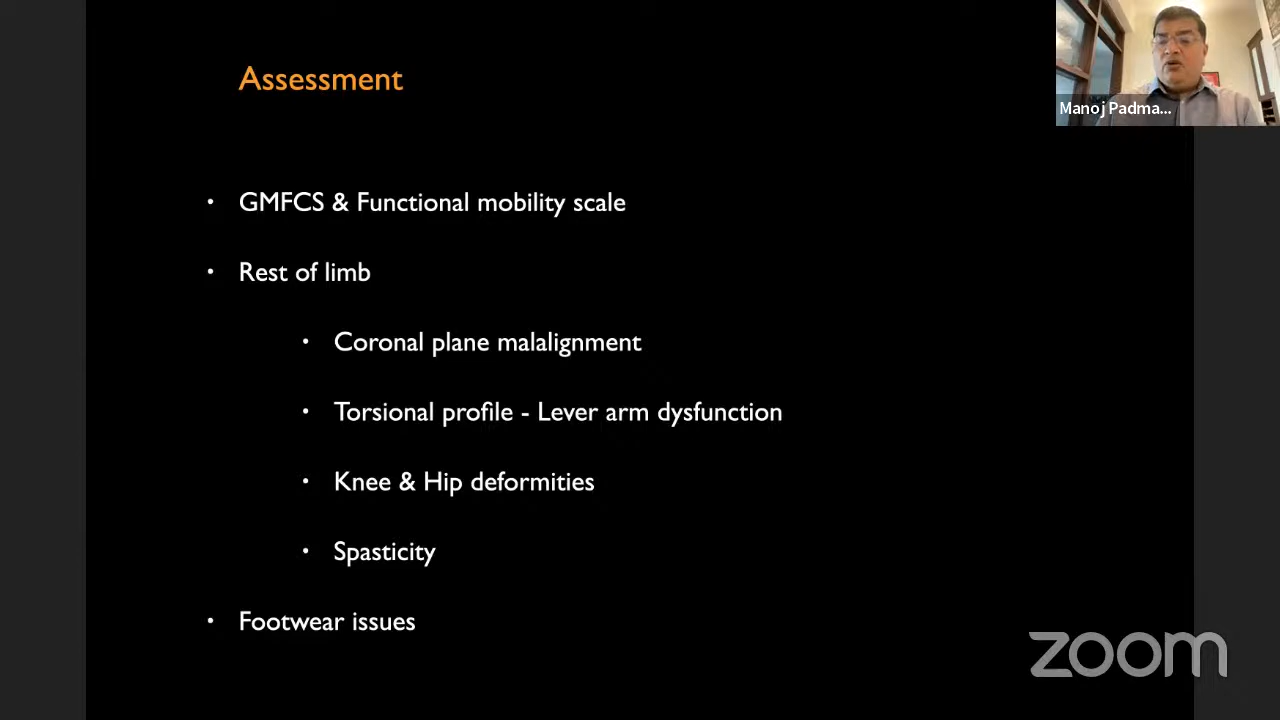 Assessment
Manoj Padma...
• GMFCS & Functional mobility scale
• Rest of limb
• Coronal plane malalignment
• Torsional profile - Lever arm dysfunction
• Knee & Hip deformities
• Spasticity
• Footwear issues
zoom